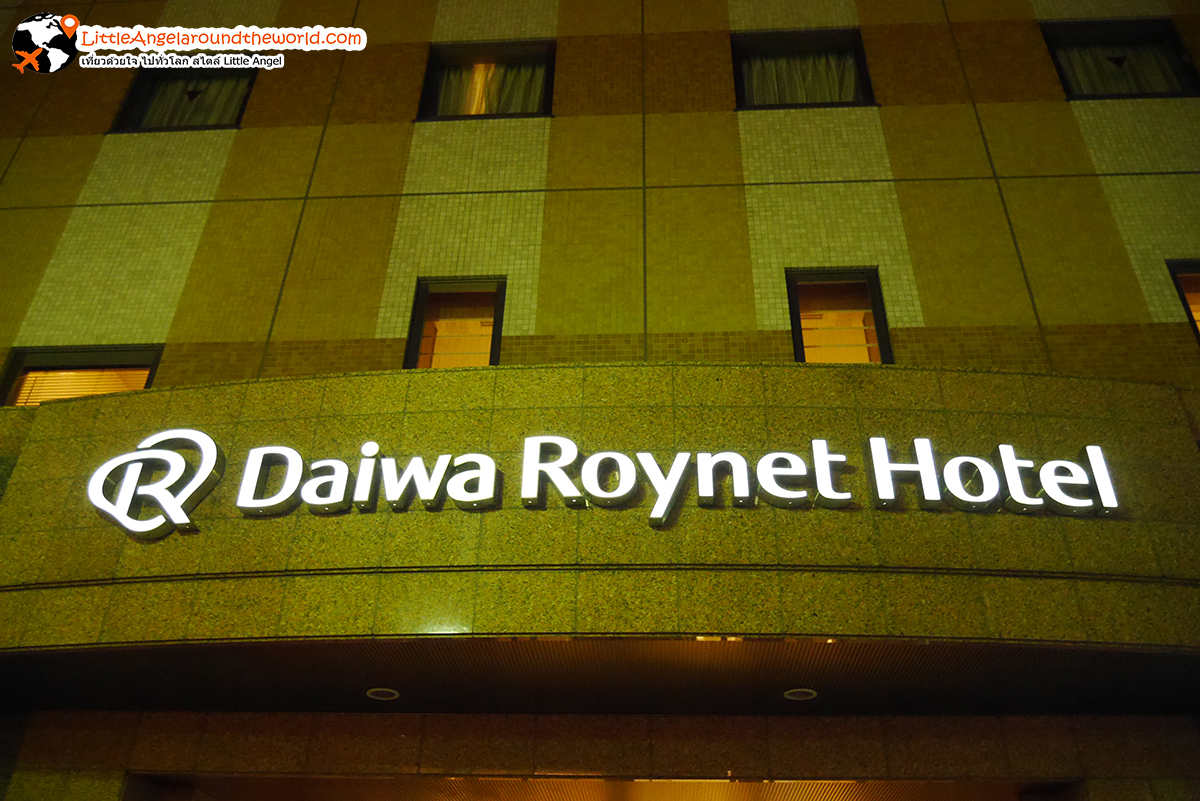 LittleAngelaroundtheworld.com
เที่ยวด้วยใจ ไปทั่วโลก สไตล์ Little Angel
R Daiwa Roynet Hotel